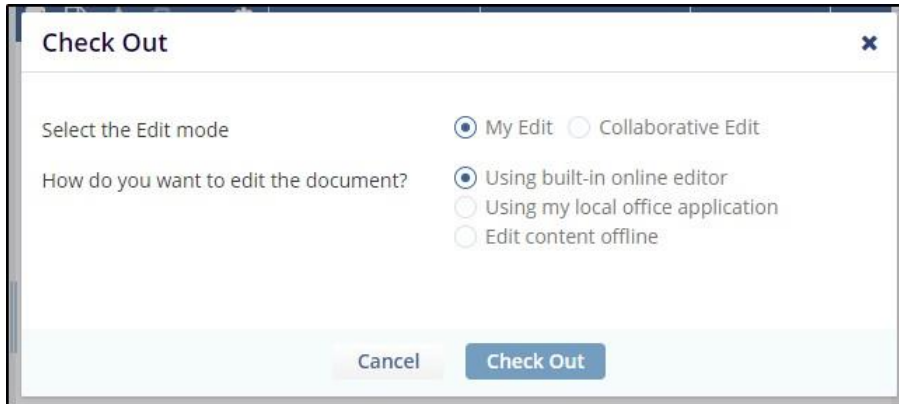 Check Out
Select the Edit mode
My Edit Collaborative Edit
How do you want to edit the document?
Using built-in online editor
Using my local office application
Edit content offline
Cancel
Check Out